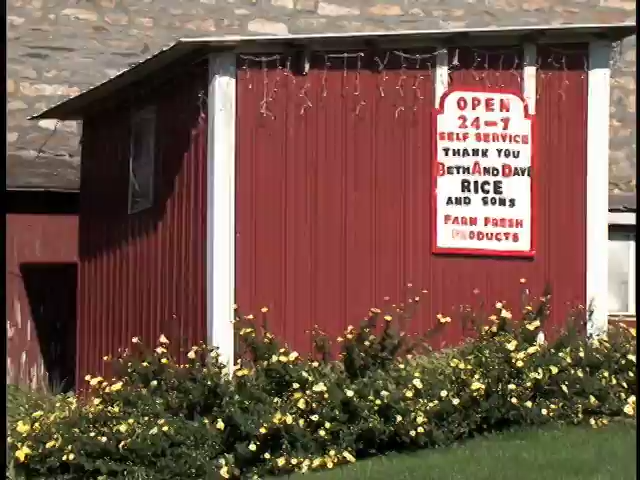 OPEN
24-7
SELF SERVICE
THANK YOU
BETH AND DAVE
RICE
AND SONS
FARM FRESH
PRODUCTS